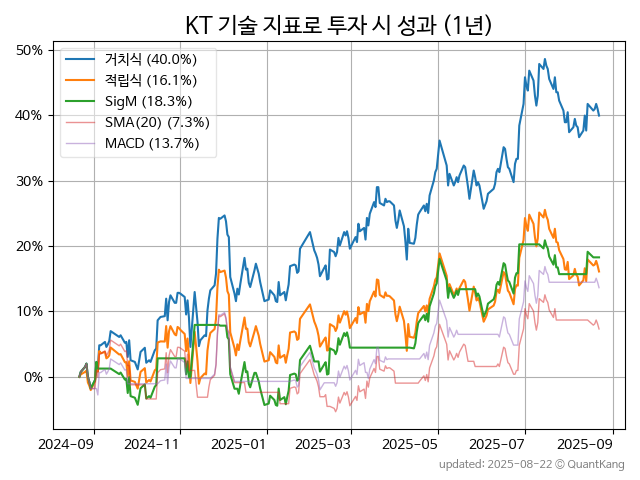 KT 기술 지표로 투자 시 성과 (1년)
거치식 (40.0%)
적립식 (16.1%)
SigM (18.3%)
SMA(20) (7.3%)
MACD (13.7%)
50%
40%
30%
20%
10%
0%
2024-09 2024-11 2025-01 2025-03 2025-05 2025-07 2025-09
updated: 2025-08-22 © QuantKang